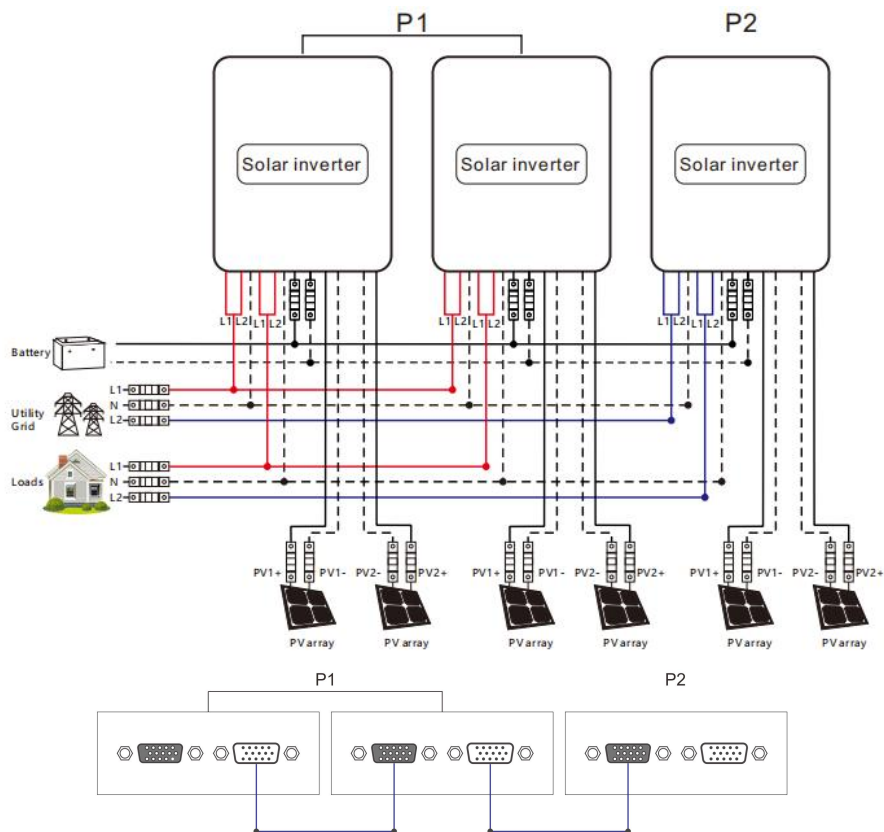 P1 P2
Solar inverter Solar inverter Solar inverter
L1 L2 L1 L2 L1 L2 L1 L2 L1 L2 L1 L2
Battery
L1
Utility Grid
N
L2
L1
Loads
N
L2
PV1+ PV1- PV2- PV2+ PV1+ PV1- PV2- PV2+ PV1+ PV1- PV2- PV2+
PV array PV array PV array PV array PV array PV array
P1 P2